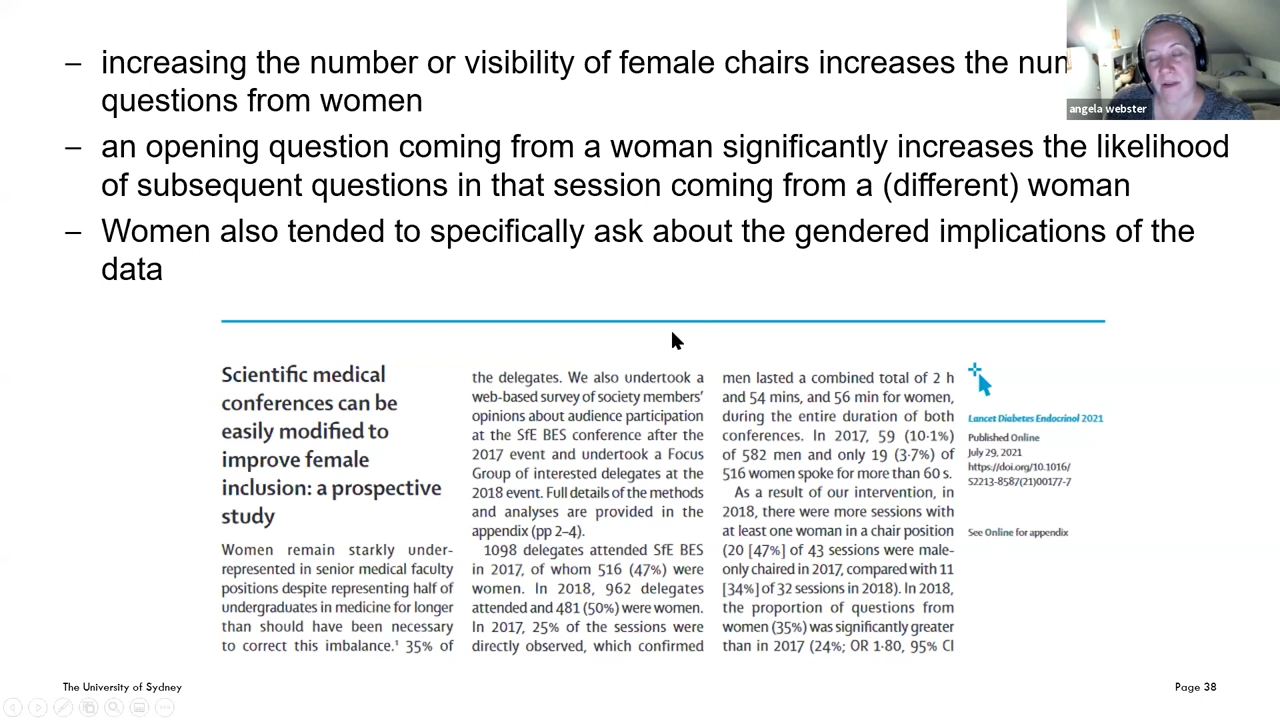 – increasing the number or visibility of female chairs increases the
questions from women
– an opening question coming from a woman significantly increases the likelihood
of subsequent questions in that session coming from a (different) woman
– Women also tended to specifically ask about the gendered implications of the
data
angela webster
Scientific medical
conferences can be
easily modified to
improve female
inclusion: a prospective
study
Women remain starkly under-
represented in senior medical faculty
positions despite representing half of
undergraduates in medicine for longer
than should have been necessary
to correct this imbalance.¹ 35% of
the delegates. We also undertook a
web-based survey of society members’
opinions about audience participation
at the SfE BES conference after the
2017 event and undertook a Focus
Group of interested delegates at the
2018 event. Full details of the methods
and analyses are provided in the
appendix (pp 2–4).
1098 delegates attended SfE BES
in 2017, of whom 516 (47%) were
women. In 2018, 962 delegates
attended and 481 (50%) were women.
In 2017, 25% of the sessions were
directly observed, which confirmed
men lasted a combined total of 2 h
and 54 mins, and 56 min for women,
during the entire duration of both
conferences. In 2017, 59 (10·1%)
of 582 men and only 19 (3·7%) of
516 women spoke for more than 60 s.
As a result of our intervention, in
2018, there were more sessions with
at least one woman in a chair position
(20 [47%] of 43 sessions were male-
only chaired in 2017, compared with 11
[34%] of 32 sessions in 2018). In 2018,
the proportion of questions from
women (35%) was significantly greater
than in 2017 (24%; OR 1·80, 95% CI
Lancet Diabetes Endocrinol 2021
Published Online
July 29, 2021
https://doi.org/10.1016/
S2213-8587(21)00177-7
See Online for appendix
The University of Sydney
Page 38